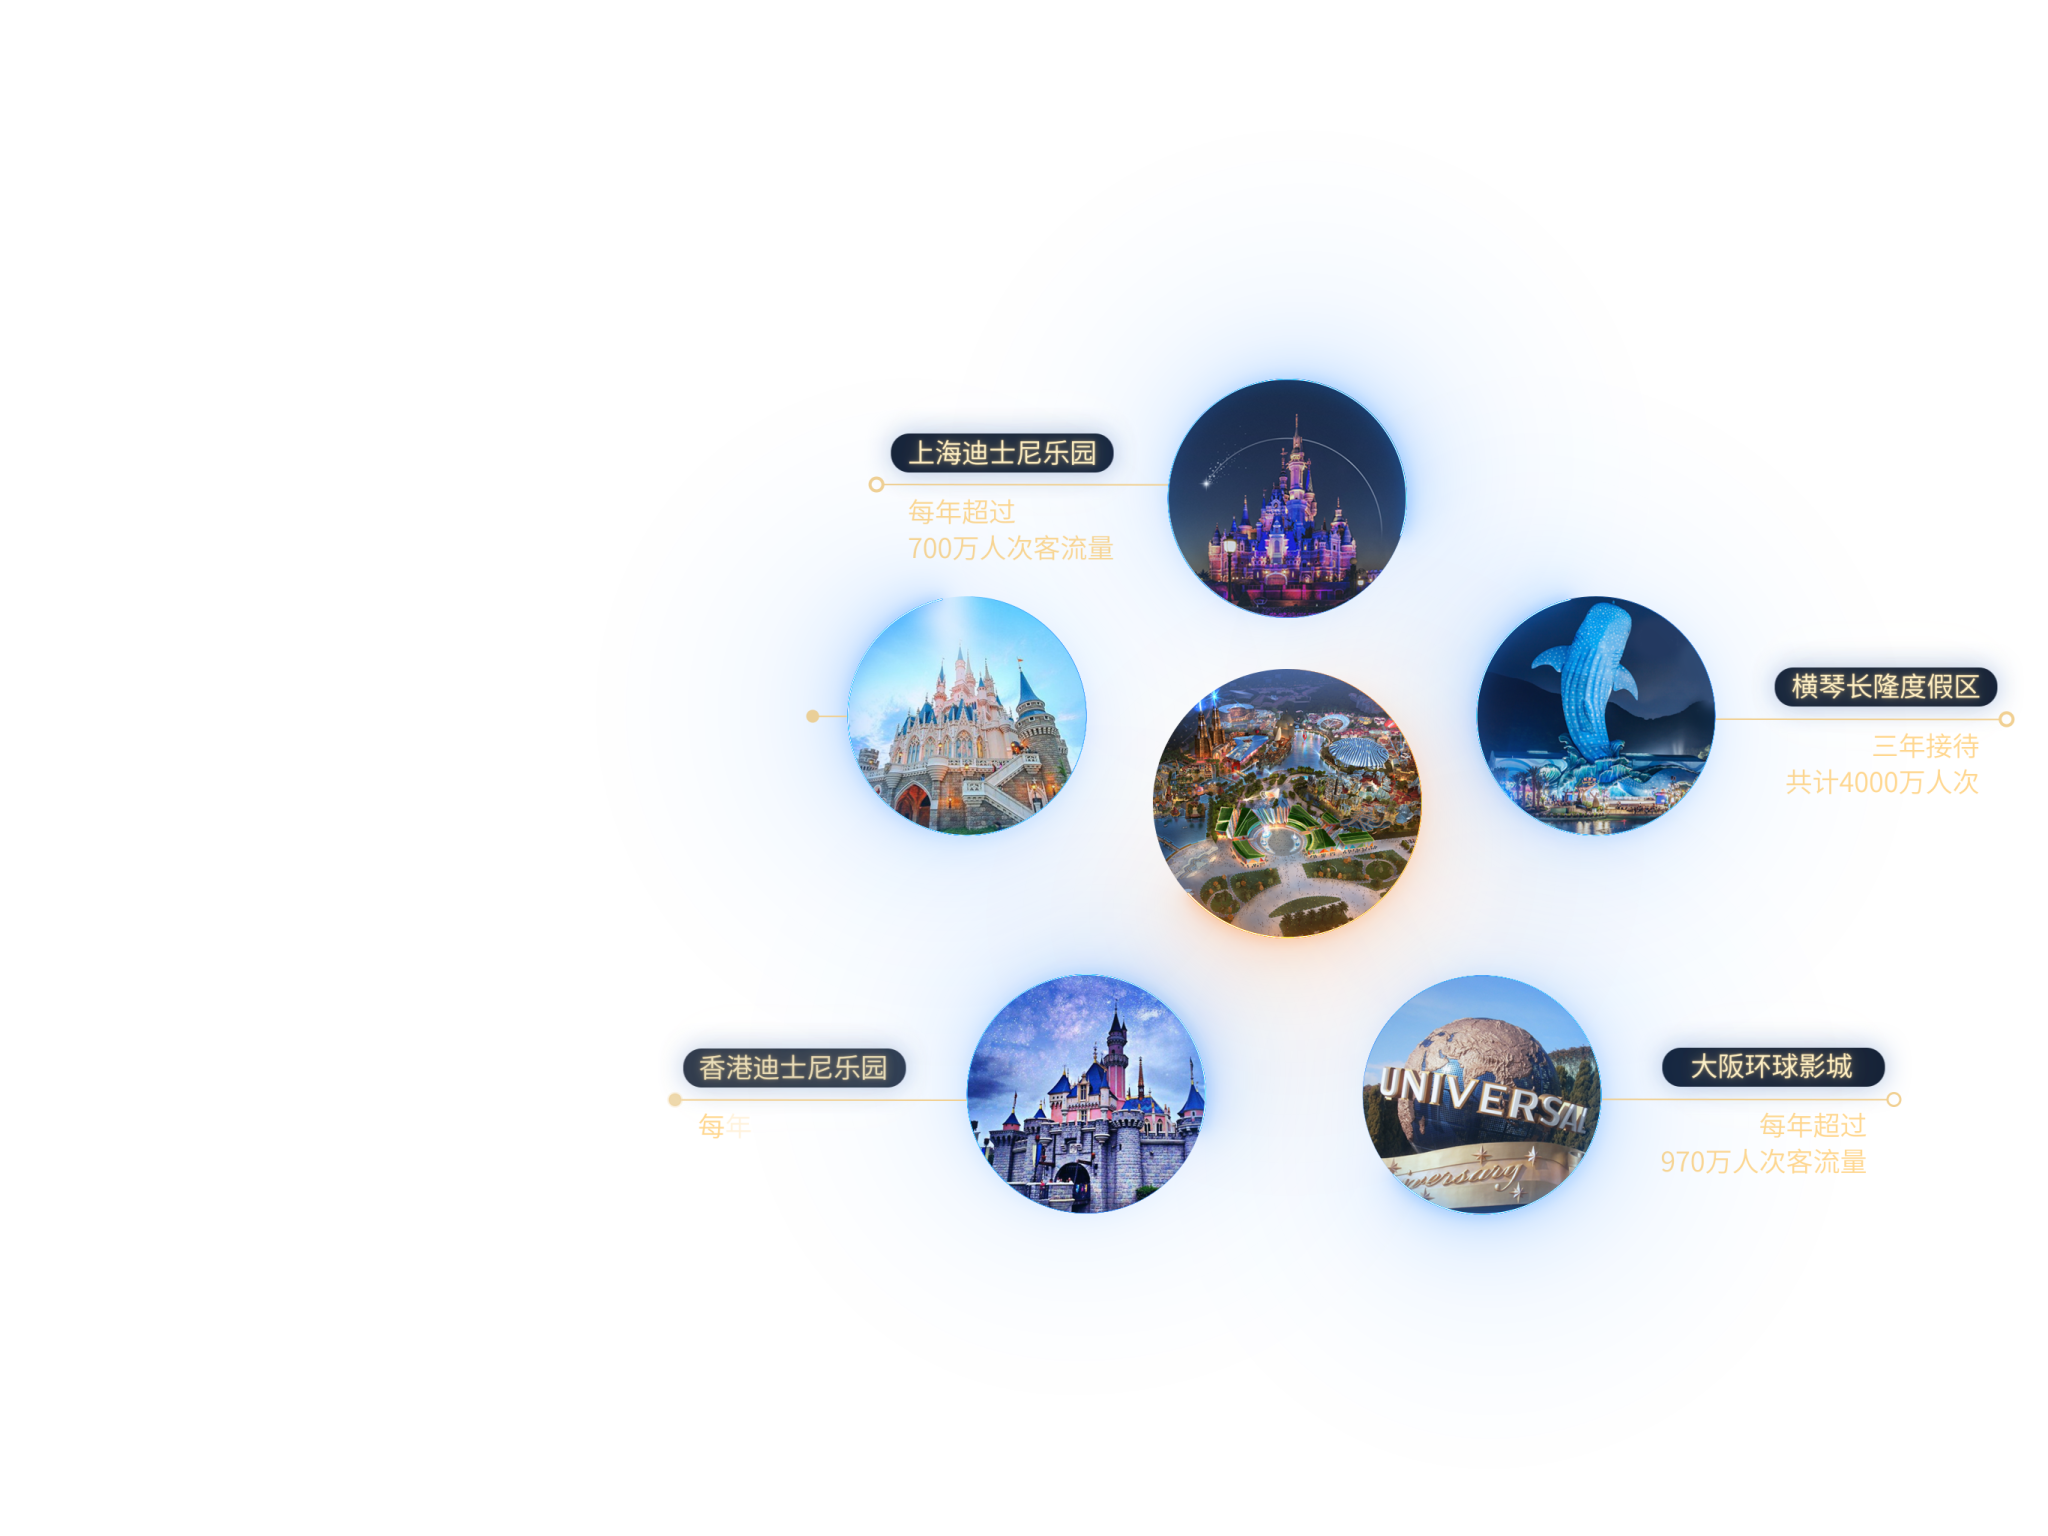 上海迪士尼乐园
每年超过
700万人次客流量
横琴长隆度假区
三年接待
共计4000万人次
香港迪士尼乐园
每年
UNIVERSAL
大阪环球影城
每年超过
970万人次客流量